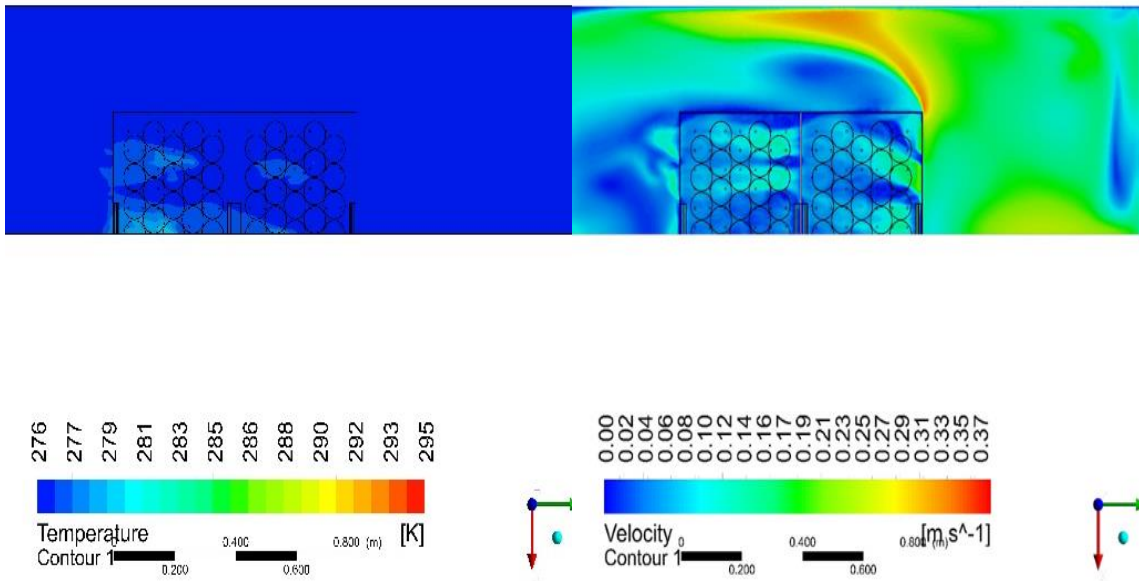 276 277 279 281 283 285 286 288 290 292 293 295
Temperature [K]
Contour 1
0 0.400 0.800 (m)
0.200 0.600
0.00 0.02 0.04 0.06 0.08 0.10 0.12 0.14 0.16 0.17 0.19 0.21 0.23 0.25 0.27 0.29 0.31 0.33 0.35 0.37
Velocity [m s^-1]
Contour 1
0 0.400 0.800 (m)
0.200 0.600